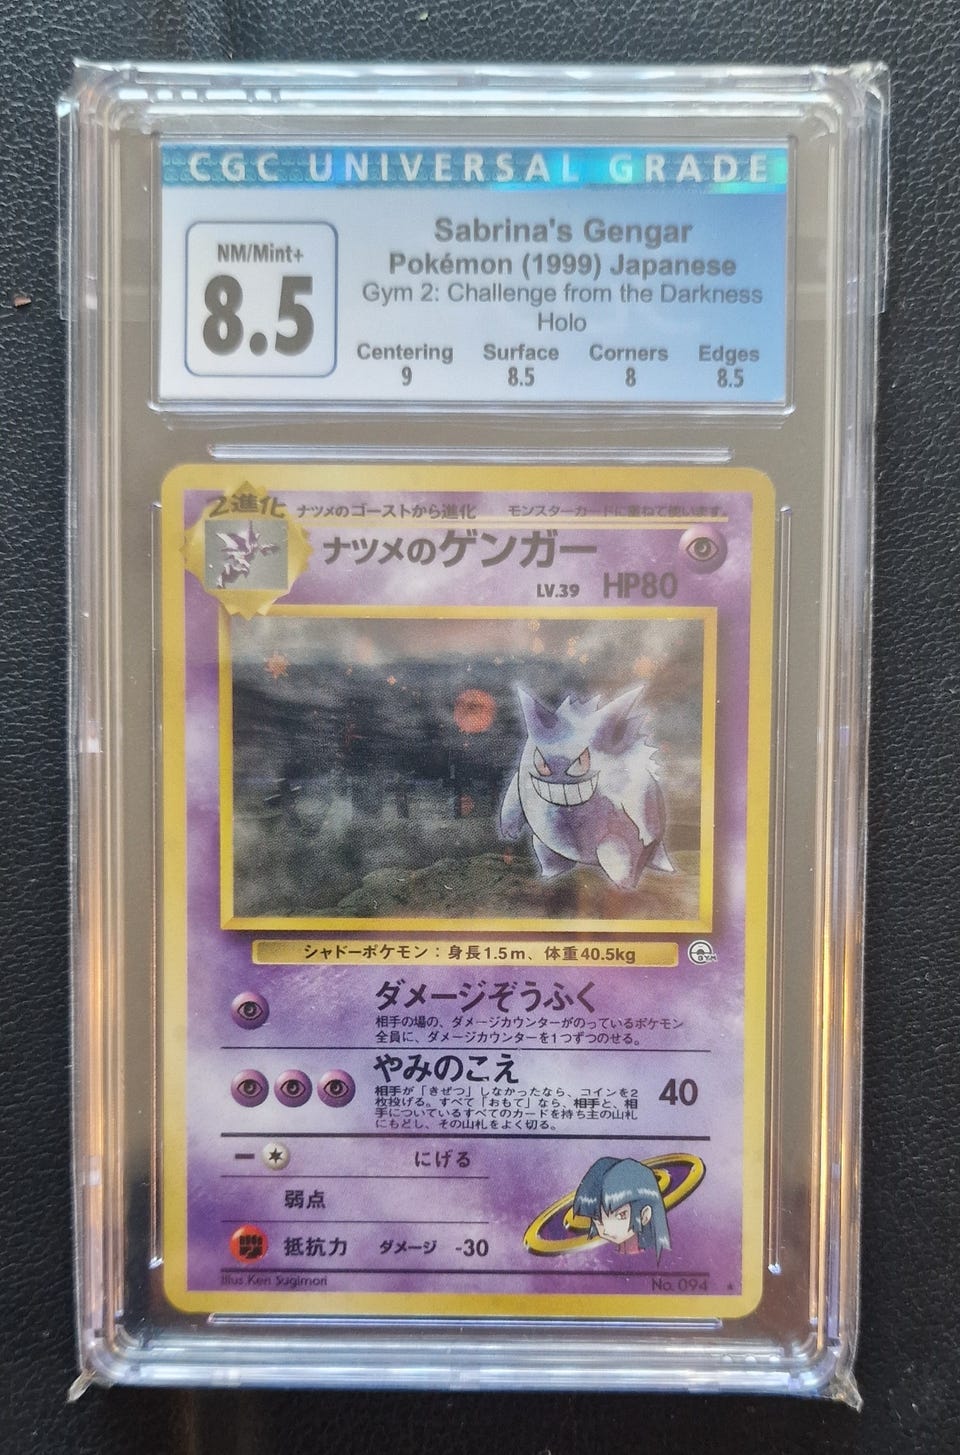 CGC UNIVERSAL GRADE
NM/Mint+
8.5
Sabrina's Gengar
Pokémon (1999) Japanese
Gym 2: Challenge from the Darkness
Holo
Centering Surface Corners Edges
9 8.5 8 8.5
2進化 ナツメのゴーストから進化 モンスターカードに重ねて使います。
ナツメのゲンガー
LV.39 HP80
シャドーポケモン：身長1.5m、体重40.5kg
GYM
ダメージぞうふく
相手の場の、ダメージカウンターがのっているポケモン
全員に、ダメージカウンターを1つずつのせる。
やみのこえ
相手が「きぜつ」しなかったなら、コインを2
枚投げる。すべて「おもて」なら、相手と、相
手についているすべてのカードを持ち主の山札
にもどし、その山札をよく切る。
40
にげる
弱点
抵抗力 ダメージ -30
Illus. Ken Sugimori No. 094 ★